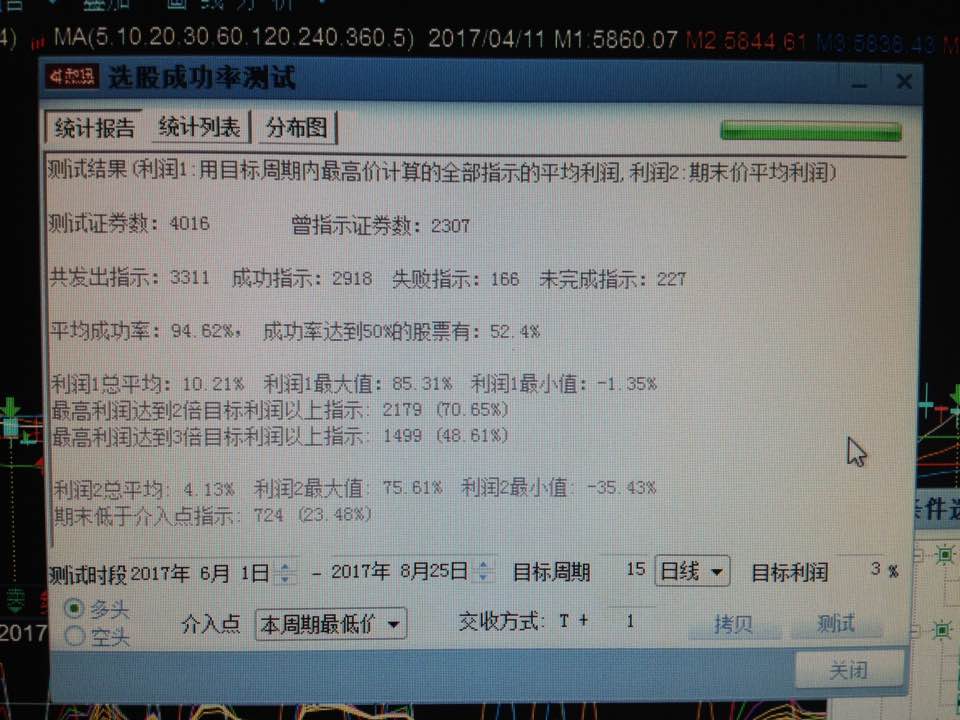 4) MA(5.10.20.30.60.120.240.360.5) 2017/04/11 M1:5860.07 M2:5844.61 M3:5838.43 M
选股成功率测试
统计报告 统计列表 分布图
测试结果(利润1:用目标周期内最高价计算的全部指示的平均利润,利润2:期末价平均利润)
测试证券数: 4016 曾指示证券数: 2307
共发出指示: 3311 成功指示: 2918 失败指示: 166 未完成指示: 227
平均成功率: 94.62%, 成功率达到50%的股票有: 52.4%
利润1总平均: 10.21% 利润1最大值: 85.31% 利润1最小值: -1.35%
最高利润达到2倍目标利润以上指示: 2179 (70.65%)
最高利润达到3倍目标利润以上指示: 1499 (48.61%)
利润2总平均: 4.13% 利润2最大值: 75.61% 利润2最小值: -35.43%
期末低于介入点指示: 724 (23.48%)
条件选
测试时段 2017年 6月 1日 - 2017年 8月25日 目标周期 15 日线 目标利润 3 %
多头
介入点 本周期最低价 交收方式: T + 1 拷贝 测试
2017 空头
关闭